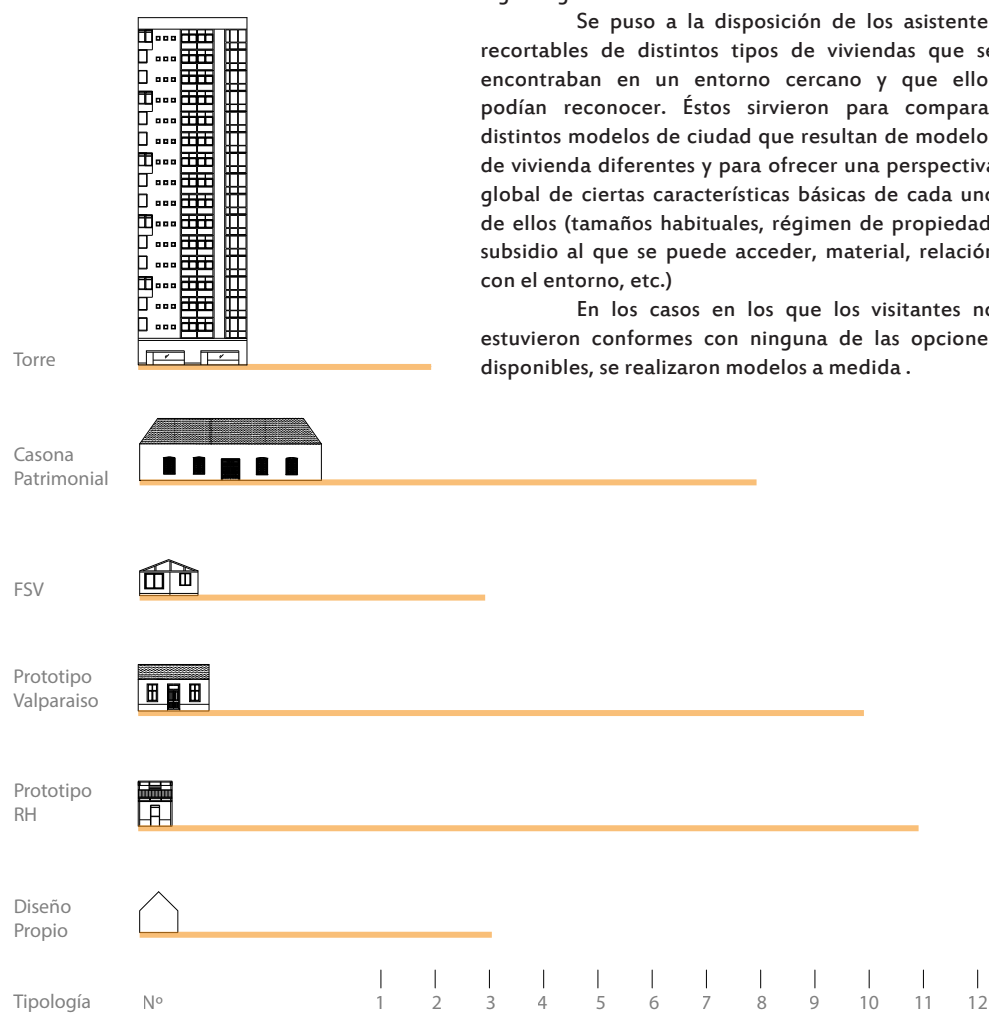 Se puso a la disposición de los asistente
recortables de distintos tipos de viviendas que se
encontraban en un entorno cercano y que ello
podían reconocer. Éstos sirvieron para compara
distintos modelos de ciudad que resultan de modelo
de vivienda diferentes y para ofrecer una perspectiva
global de ciertas características básicas de cada uno
de ellos (tamaños habituales, régimen de propiedad
subsidio al que se puede acceder, material, relación
con el entorno, etc.)
En los casos en los que los visitantes no
estuvieron conformes con ninguna de las opcione
disponibles, se realizaron modelos a medida .
Torre
Casona
Patrimonial
FSV
Prototipo
Valparaiso
Prototipo
RH
Diseño
Propio
Tipología Nº 1 2 3 4 5 6 7 8 9 10 11 12